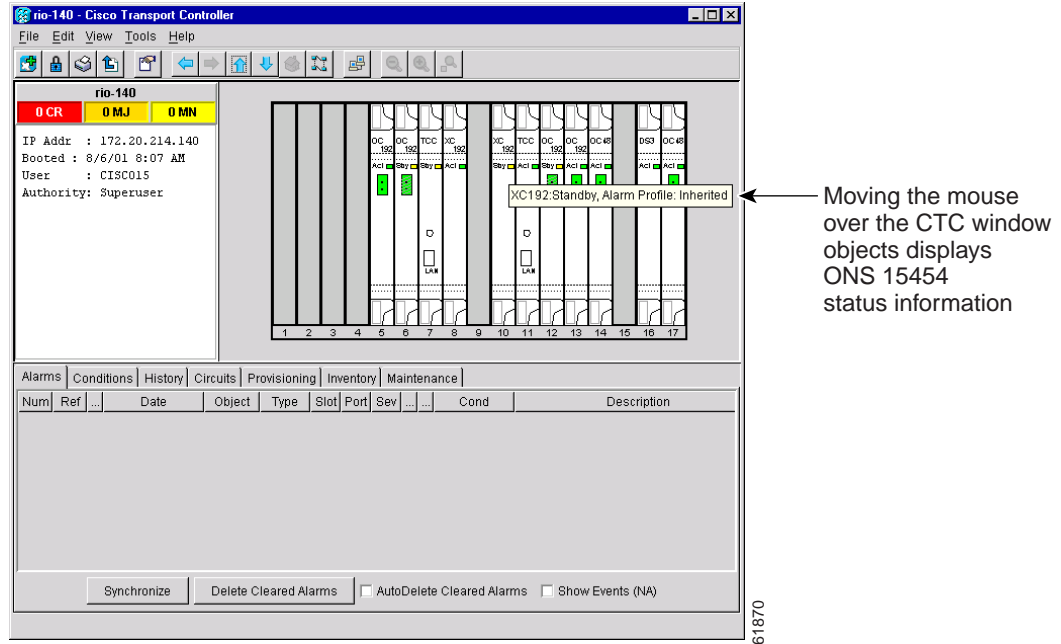 rio-140 - Cisco Transport Controller
File Edit View Tools Help
rio-140
0 CR 0 MJ 0 MN
IP Addr : 172.20.214.140
Booted : 8/6/01 8:07 AM
User : CISCO15
Authority: Superuser
OC 192 OC 192 TCC XC 192 XC 192 TCC OC 192 OC 192 OC48 DS3 OC48
Act Sby Sby Act Sby Act Sby Act Act Act Act
XC192:Standby, Alarm Profile: Inherited
LAN LAN
1 2 3 4 5 6 7 8 9 10 11 12 13 14 15 16 17
Moving the mouse
over the CTC window
objects displays
ONS 15454
status information
Alarms Conditions History Circuits Provisioning Inventory Maintenance
Num Ref ... Date Object Type Slot Port Sev ... ... Cond Description
Synchronize Delete Cleared Alarms AutoDelete Cleared Alarms Show Events (NA)
61870